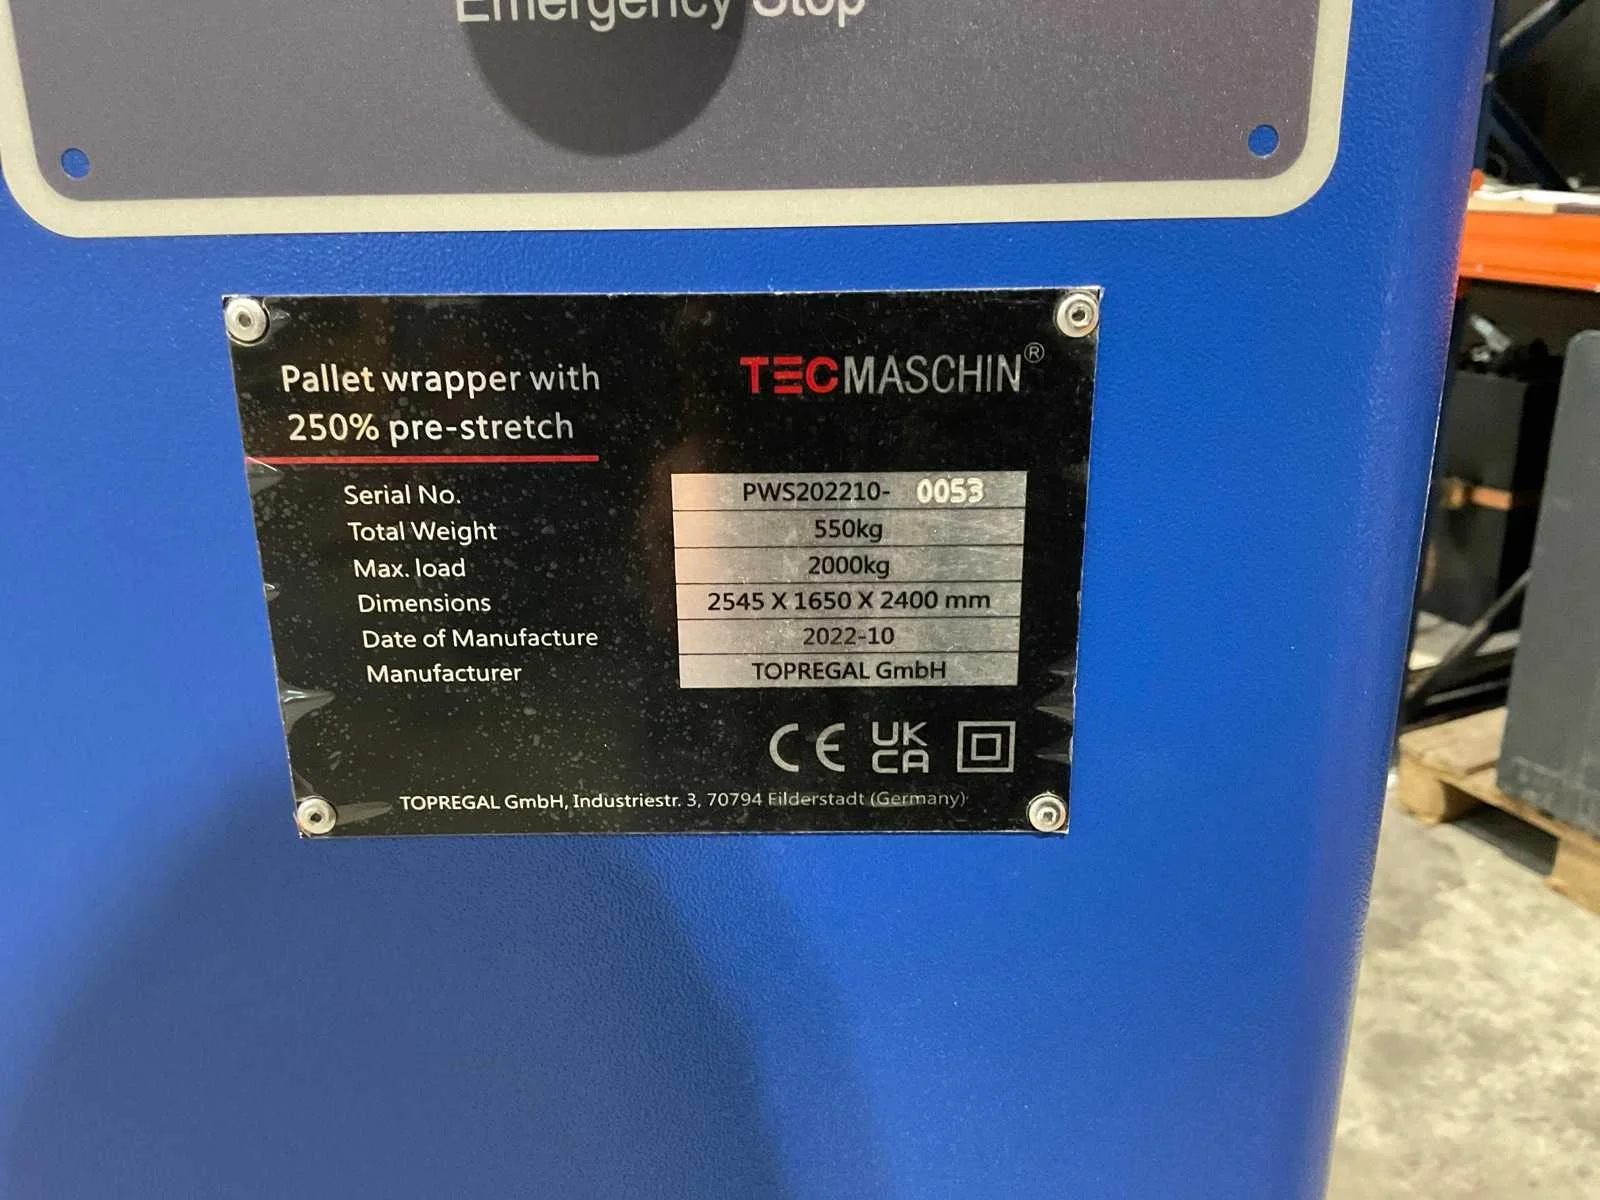 Emergency Stop
Pallet wrapper with
250% pre-stretch
TECMASCHIN®
Serial No. PWS202210- 0053
Total Weight 550kg
Max. load 2000kg
Dimensions 2545 X 1650 X 2400 mm
Date of Manufacture 2022-10
Manufacturer TOPREGAL GmbH
CE UK CA
TOPREGAL GmbH, Industriestr. 3, 70794 Filderstadt (Germany)